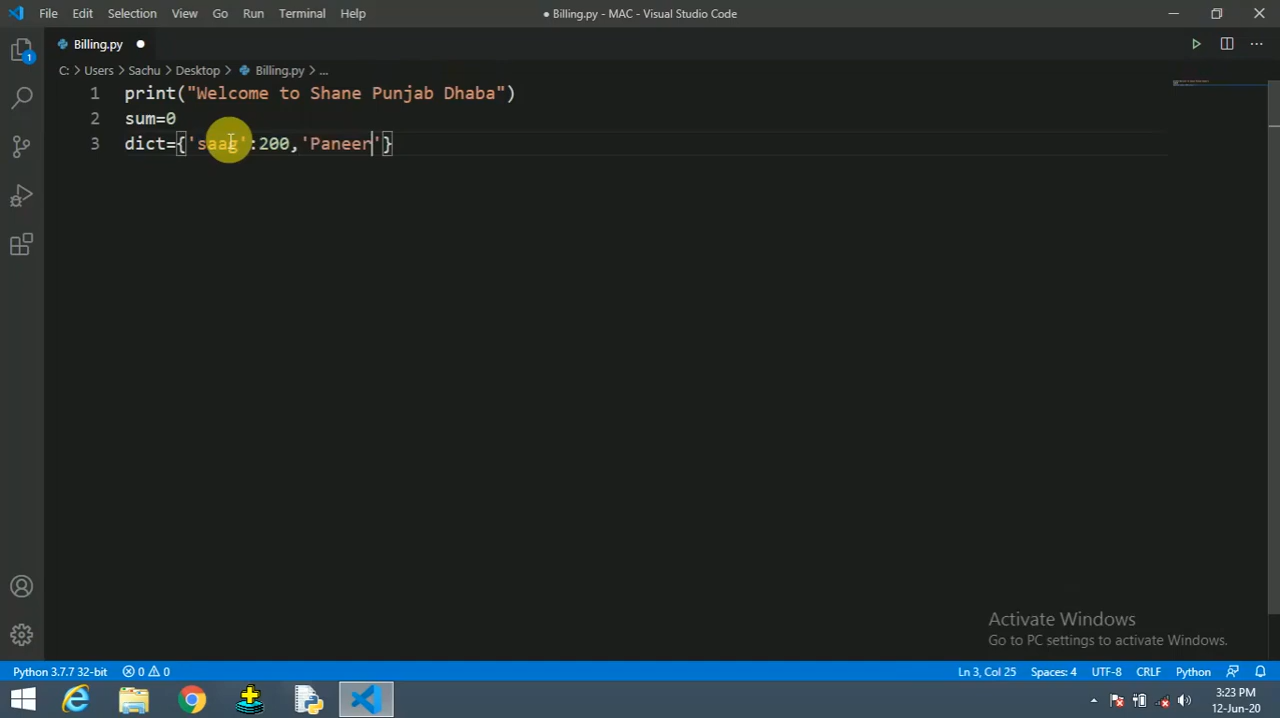 File Edit Selection View Go Run Terminal Help ● Billing.py - MAC - Visual Studio Code
Billing.py ●
C: > Users > Sachu > Desktop > Billing.py > ...
1 print("Welcome to Shane Punjab Dhaba")
2 sum=0
3 dict={'saag':200,'Paneer'}
1
Activate Windows
Go to PC settings to activate Windows.
Python 3.7.7 32-bit 0 0 Ln 3, Col 25 Spaces: 4 UTF-8 CRLF Python
3:23 PM
12-Jun-20